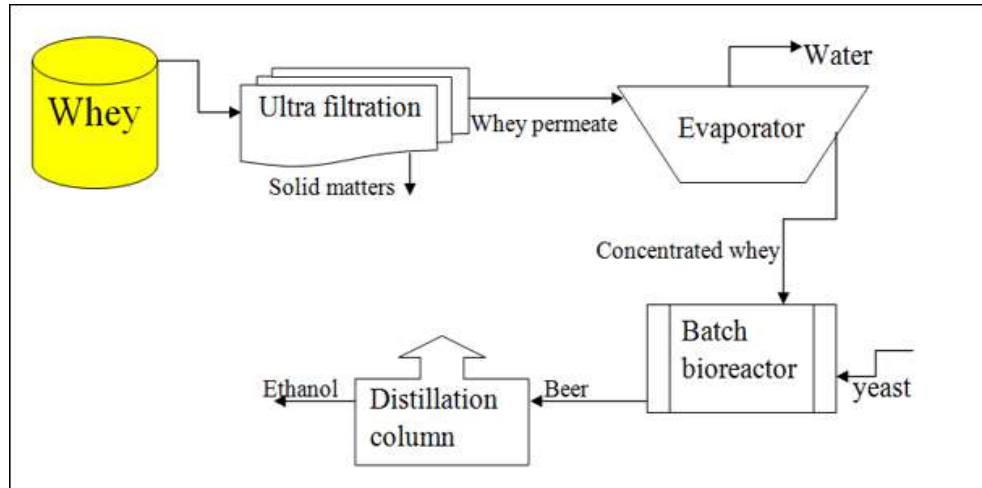 Whey
Ultra filtration
Solid matters
Whey permeate
Water
Evaporator
Concentrated whey
Batch
bioreactor
yeast
Beer
Distillation
column
Ethanol